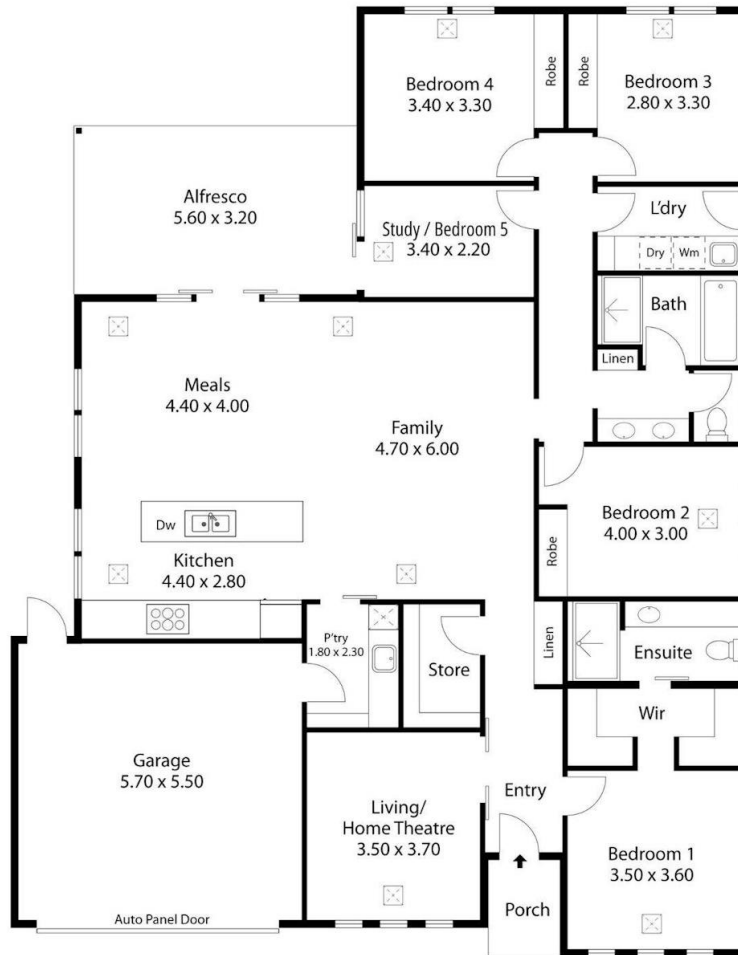 Bedroom 4
3.40 x 3.30
Robe
Robe
Bedroom 3
2.80 x 3.30
Alfresco
5.60 x 3.20
Study / Bedroom 5
3.40 x 2.20
L'dry
Dry
Wm
Bath
Linen
Meals
4.40 x 4.00
Family
4.70 x 6.00
Dw
Kitchen
4.40 x 2.80
Bedroom 2
4.00 x 3.00
Robe
P'try
1.80 x 2.30
Store
Linen
Ensuite
Wir
Garage
5.70 x 5.50
Living/
Home Theatre
3.50 x 3.70
Entry
Bedroom 1
3.50 x 3.60
Porch
Auto Panel Door